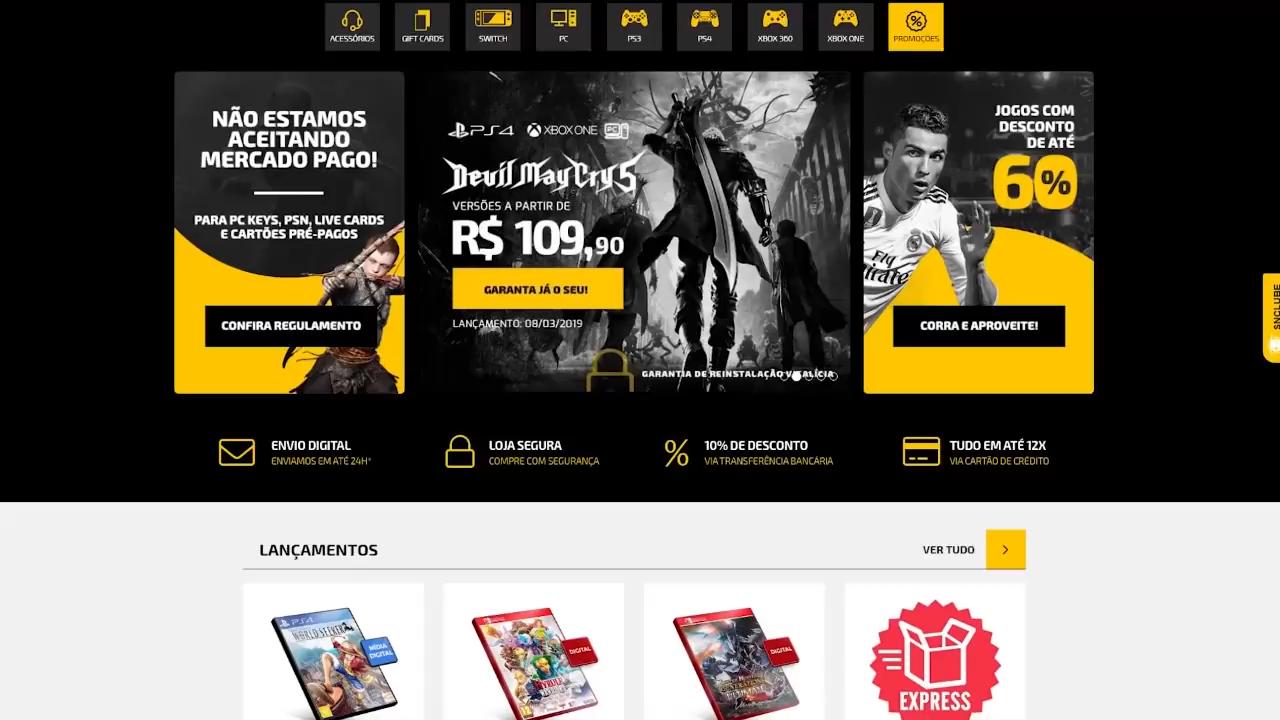 ACESSÓRIOS
GIFT CARDS
SWITCH
PC
PS3
PS4
XBOX 360
XBOX ONE
PROMOÇÕES
NÃO ESTAMOS
ACEITANDO
MERCADO PAGO!
PARA PC KEYS, PSN, LIVE CARDS
E CARTÕES PRÉ-PAGOS
CONFIRA REGULAMENTO
PS4 XBOX ONE PC
Devil May Cry 5
VERSÕES A PARTIR DE
R$ 109,90
GARANTA JÁ O SEU!
LANÇAMENTO: 08/03/2019
GARANTIA DE REINSTALAÇÃO VITALÍCIA
JOGOS COM
DESCONTO
DE ATÉ
60%
Fly
CORRA E APROVEITE!
SNCLUBE
ENVIO DIGITAL
ENVIAMOS EM ATÉ 24H*
LOJA SEGURA
COMPRE COM SEGURANÇA
10% DE DESCONTO
VIA TRANSFERÊNCIA BANCÁRIA
TUDO EM ATÉ 12X
VIA CARTÃO DE CRÉDITO
LANÇAMENTOS
VER TUDO
PS4
WORLD SEEKER
MÍDIA
DIGITAL
DIGITAL
HYRULE
DIGITAL
GENERATIONS
ULTIMATE
EXPRESS